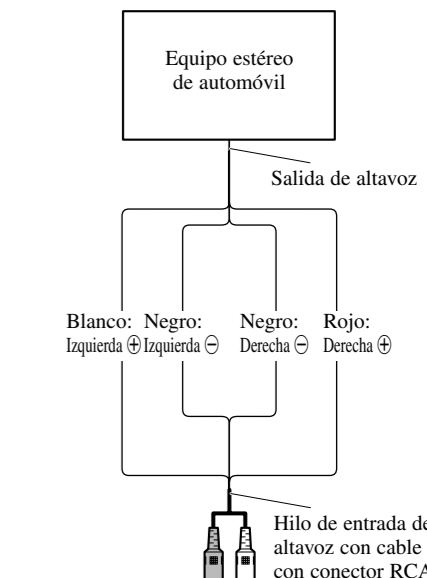 Equipo estéreo
de automóvil
Salida de altavoz
Blanco: Negro: Negro: Rojo:
Izquierda ⊕ Izquierda ⊖ Derecha ⊖ Derecha ⊕
Hilo de entrada de
altavoz con cable
con conector RCA